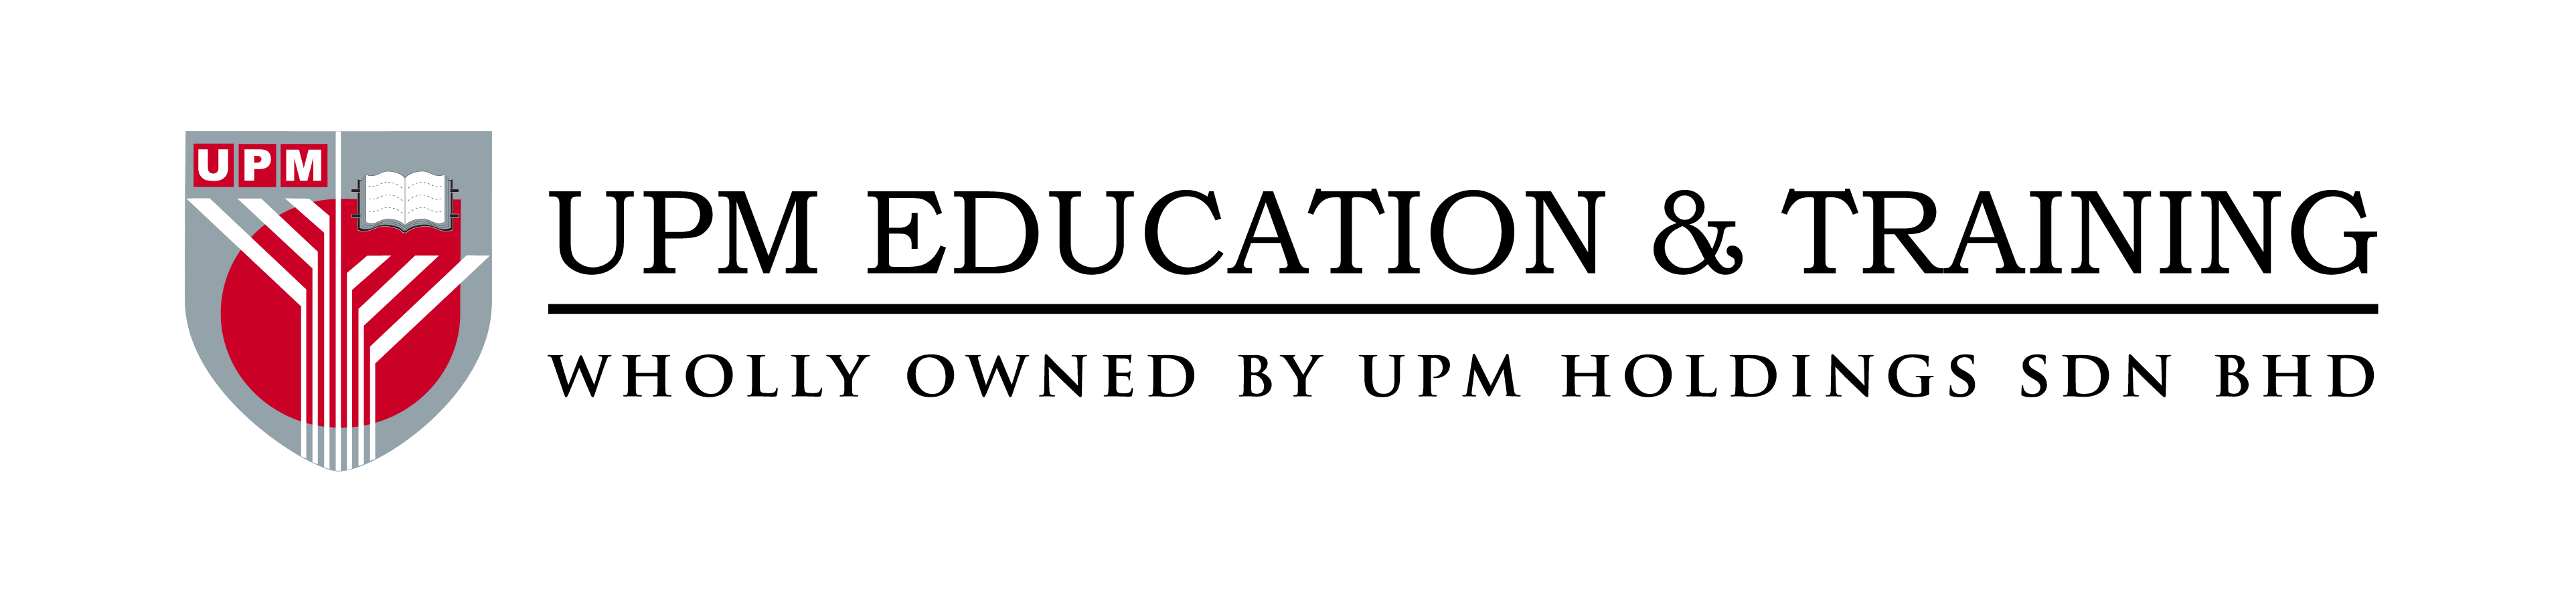 UPM
UPM EDUCATION & TRAINING
WHOLLY OWNED BY UPM HOLDINGS SDN BHD